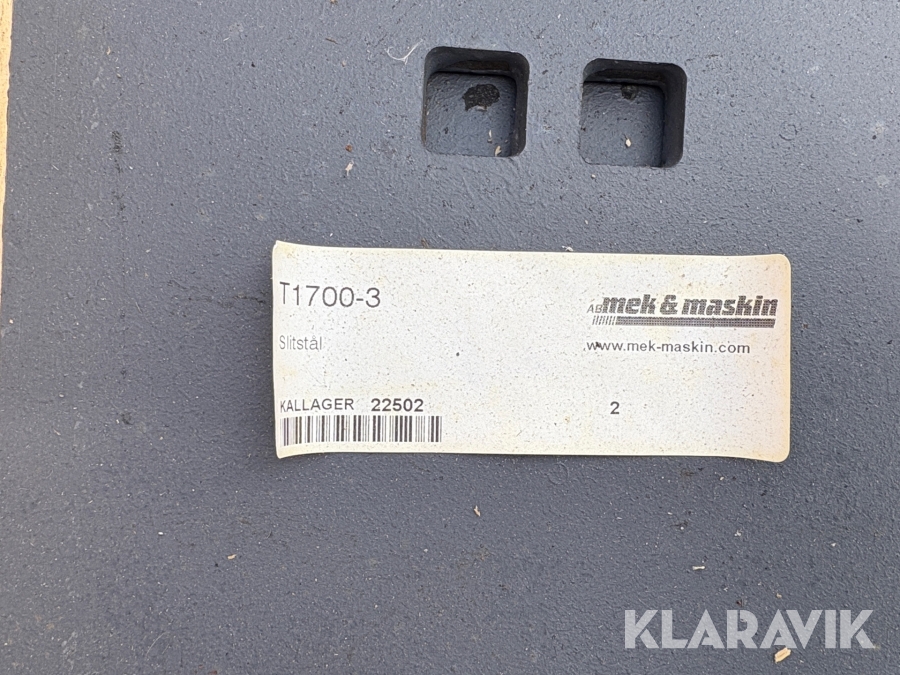 T1700-3
AB mek & maskin
Slitstål
www.mek-maskin.com
KALLAGER 22502
2
KLARAVIK